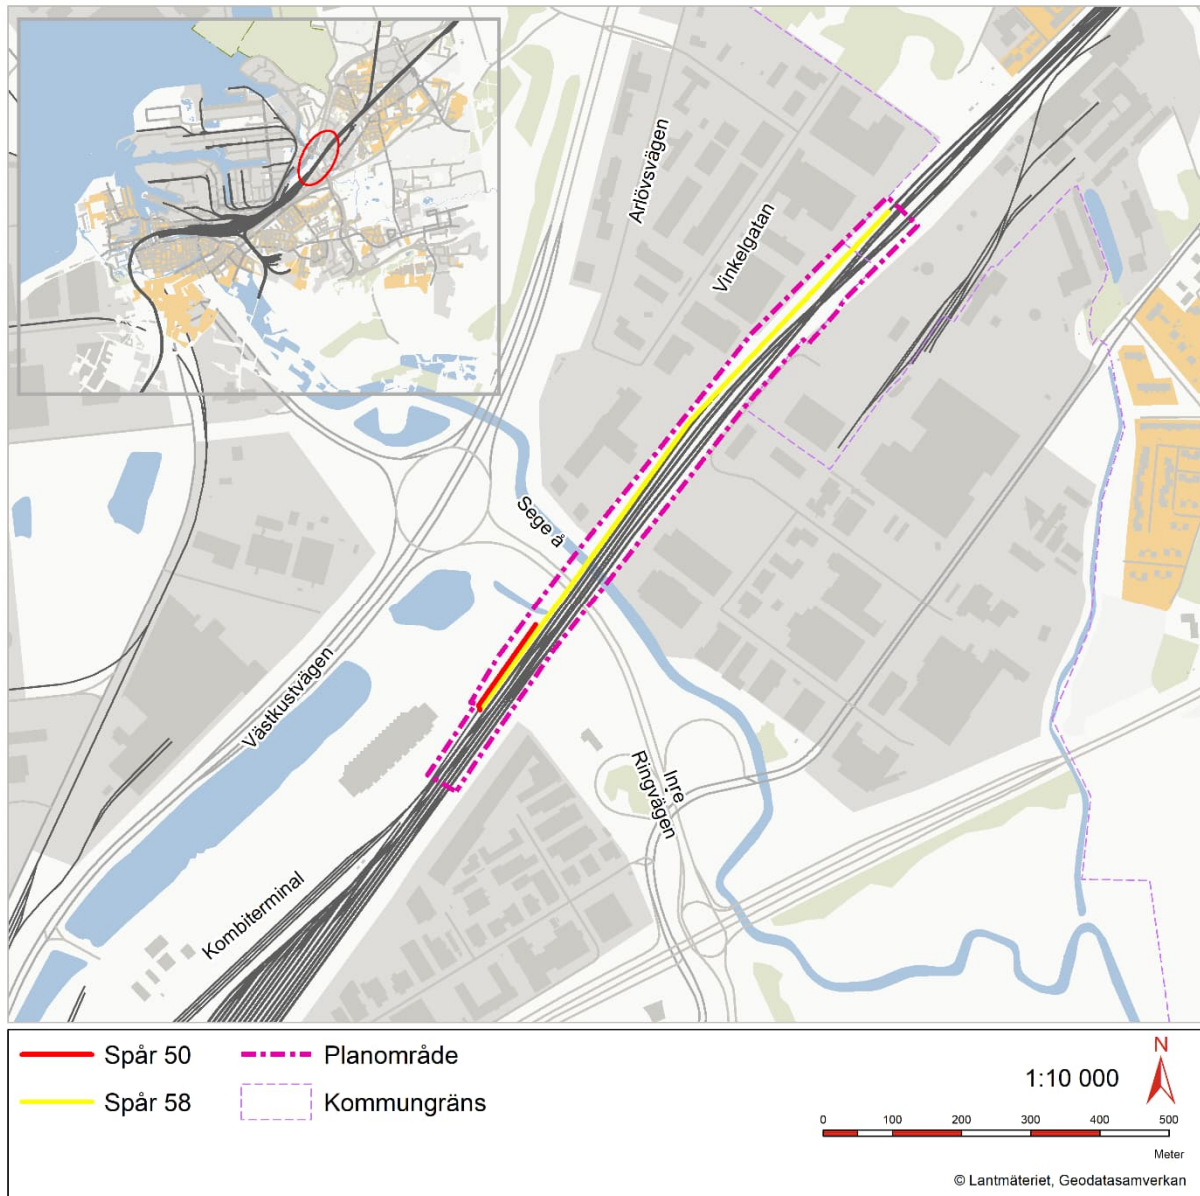 Arlövsvägen
Vinkelgatan
Sege å
Västkustvägen
Inre
Ringvägen
Kombiterminal
Spår 50
Planområde
Spår 58
Kommungräns
N
1:10 000
0 100 200 300 400 500
Meter
© Lantmäteriet, Geodatasamverkan